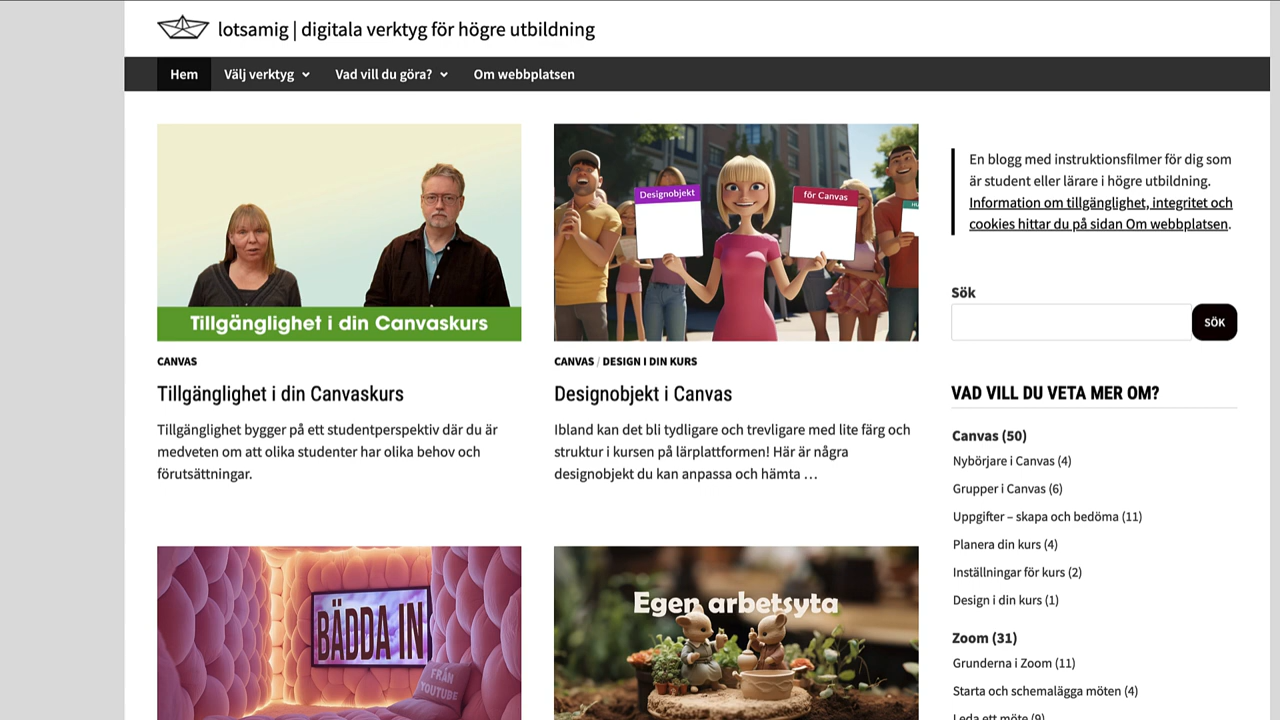 lotsamig | digitala verktyg för högre utbildning
Hem
Välj verktyg
Vad vill du göra?
Om webbplatsen
Tillgänglighet i din Canvaskurs
CANVAS
Tillgänglighet i din Canvaskurs
Tillgänglighet bygger på ett studentperspektiv där du är
medveten om att olika studenter har olika behov och
förutsättningar.
Designobjekt
för Canvas
CANVAS / DESIGN I DIN KURS
Designobjekt i Canvas
Ibland kan det bli tydligare och trevligare med lite färg och
struktur i kursen på lärplattformen! Här är några
designobjekt du kan anpassa och hämta …
BÄDDA IN
FRÅN
YOUTUBE
Egen arbetsyta
En blogg med instruktionsfilmer för dig som
är student eller lärare i högre utbildning.
Information om tillgänglighet, integritet och
cookies hittar du på sidan Om webbplatsen.
Sök
SÖK
VAD VILL DU VETA MER OM?
Canvas (50)
Nybörjare i Canvas (4)
Grupper i Canvas (6)
Uppgifter – skapa och bedöma (11)
Planera din kurs (4)
Inställningar för kurs (2)
Design i din kurs (1)
Zoom (31)
Grunderna i Zoom (11)
Starta och schemalägga möten (4)
Leda ett möte (9)